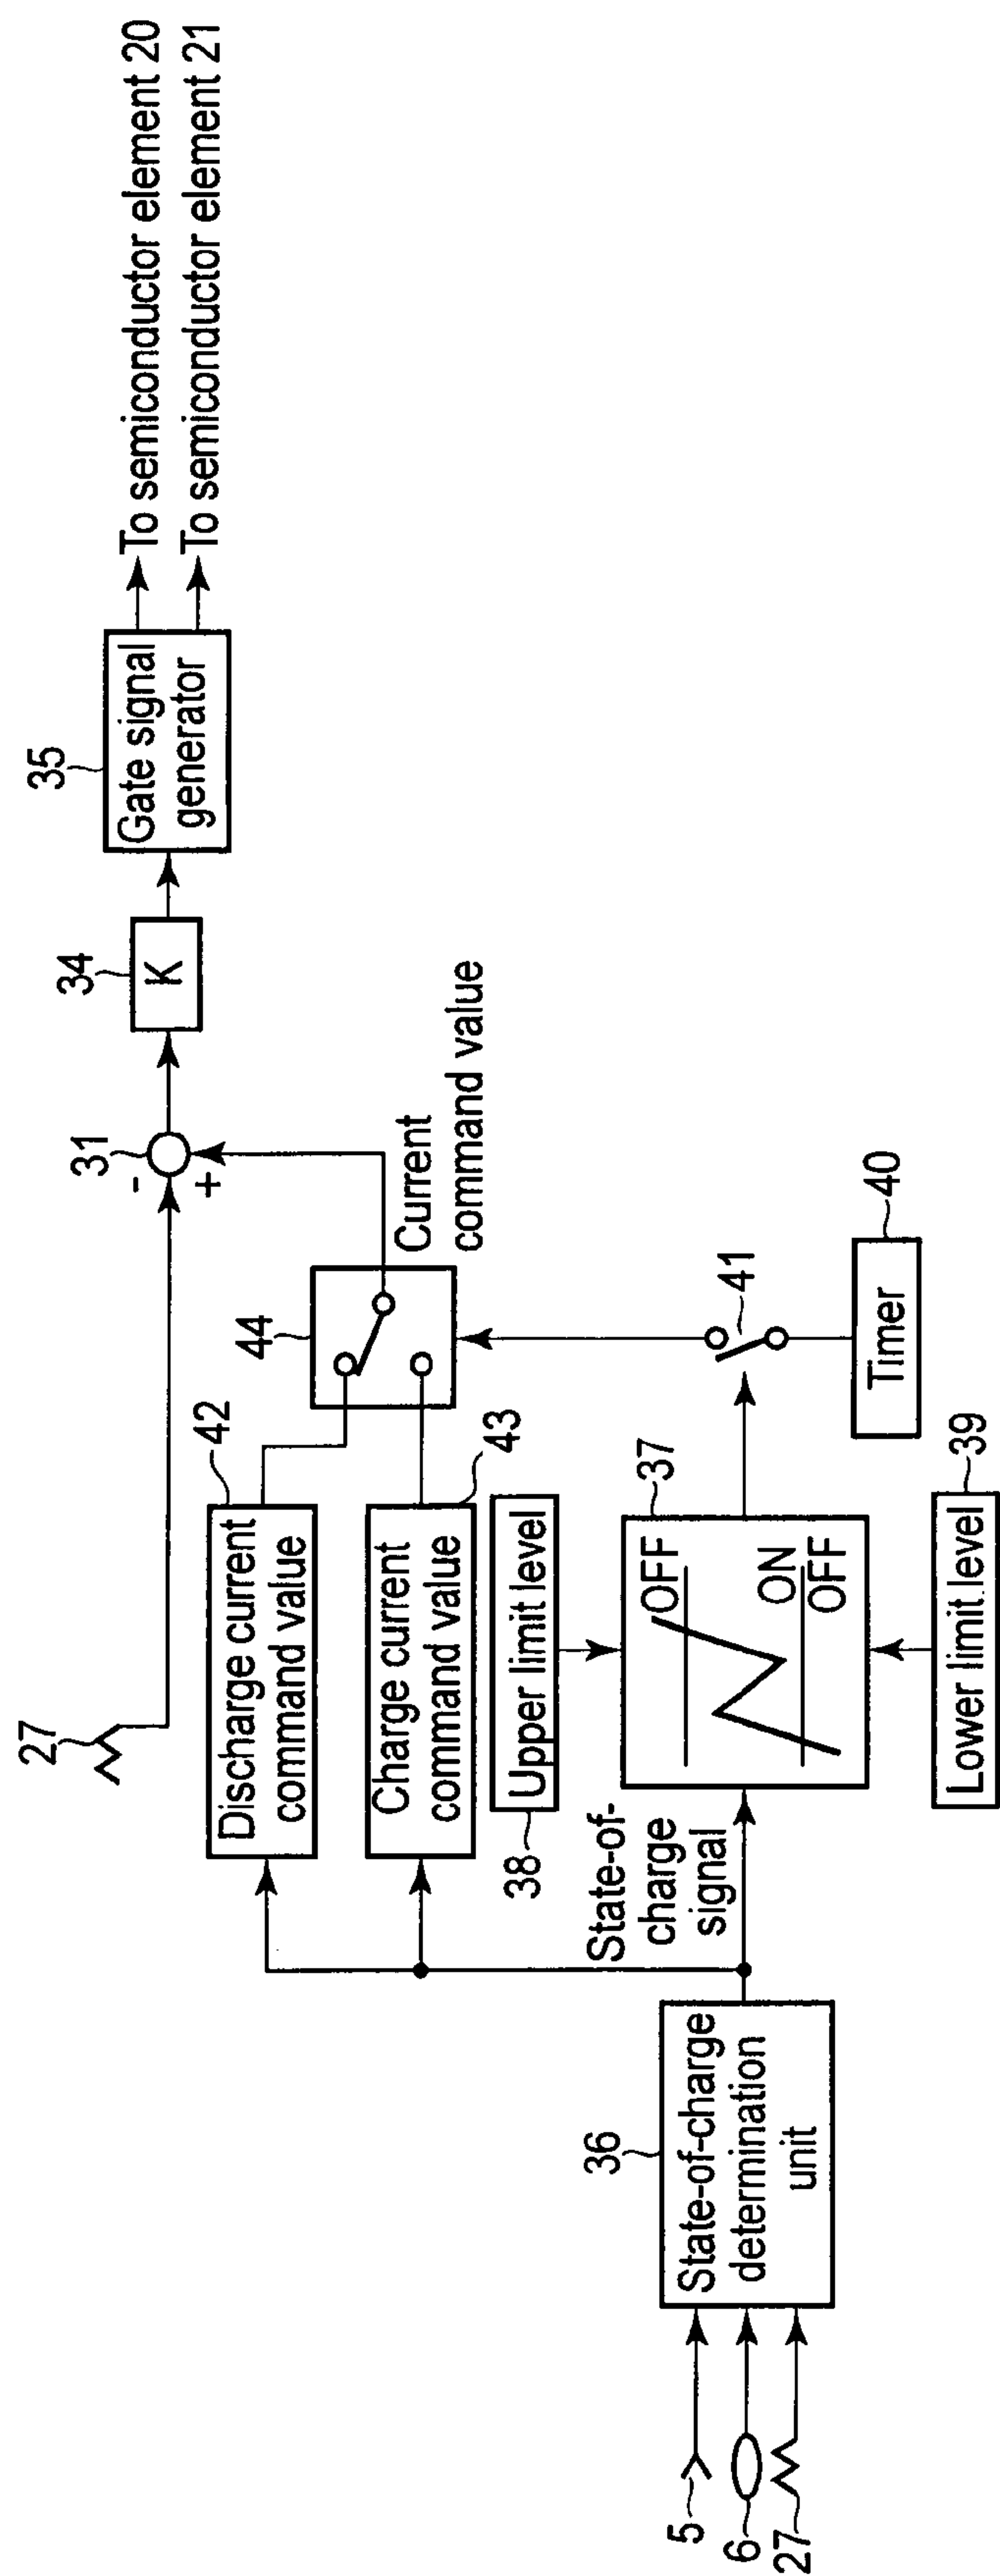 27
31
-
+
34
K
35
Gate signal
generator
To semiconductor element 20
To semiconductor element 21
42
Discharge current
command value
44
43
Charge current
command value
Current
command value
38
Upper limit level
State-of-
charge
signal
37
OFF
ON
OFF
41
40
Timer
39
Lower limit level
36
State-of-charge
determination
unit
5
6
27